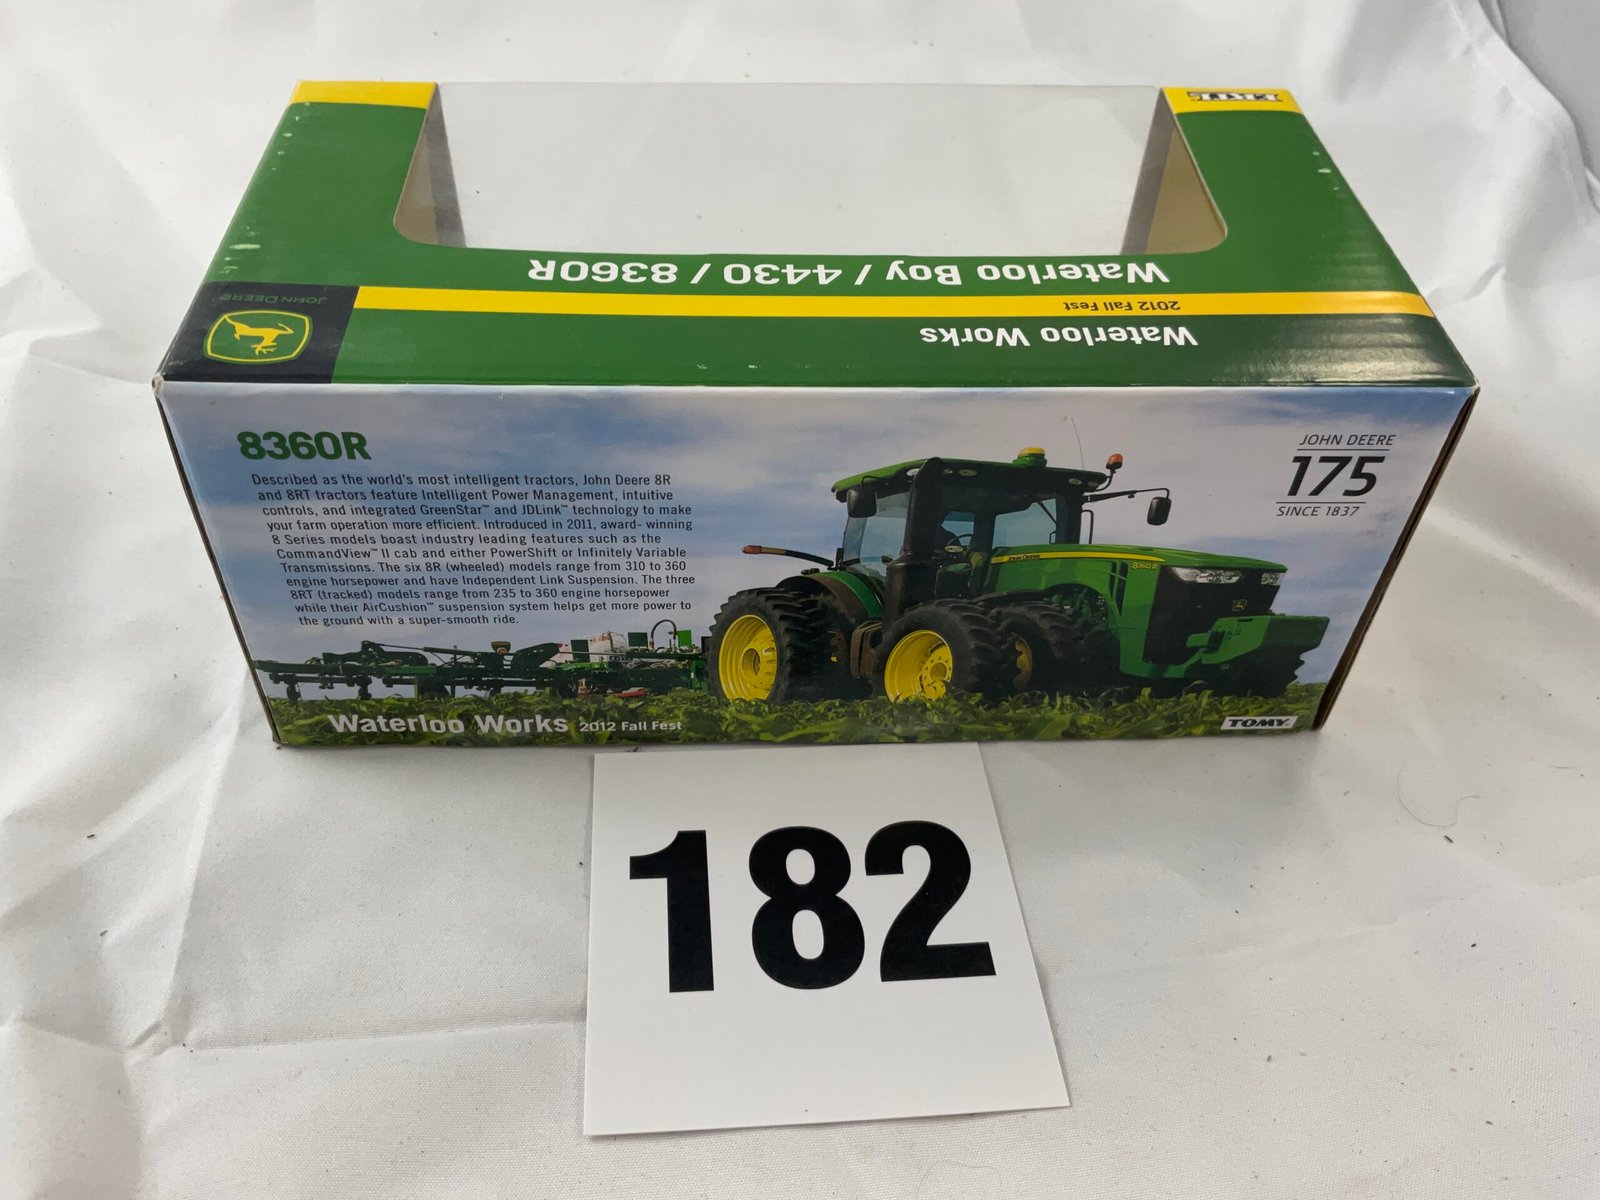 ERTL
Waterloo Boy / 4430 / 8360R
2012 Fall Fest
Waterloo Works
JOHN DEERE
8360R
Described as the world's most intelligent tractors, John Deere 8R
and 8RT tractors feature Intelligent Power Management, intuitive
controls, and integrated GreenStar™ and JDLink™ technology to make
your farm operation more efficient. Introduced in 2011, award- winning
8 Series models boast industry leading features such as the
CommandView™ II cab and either PowerShift or Infinitely Variable
Transmissions. The six 8R (wheeled) models range from 310 to 360
engine horsepower and have Independent Link Suspension. The three
8RT (tracked) models range from 235 to 360 engine horsepower
while their AirCushion™ suspension system helps get more power to
the ground with a super-smooth ride.
JOHN DEERE
175
SINCE 1837
JOHN DEERE
8360R
Waterloo Works 2012 Fall Fest
TOMY
182